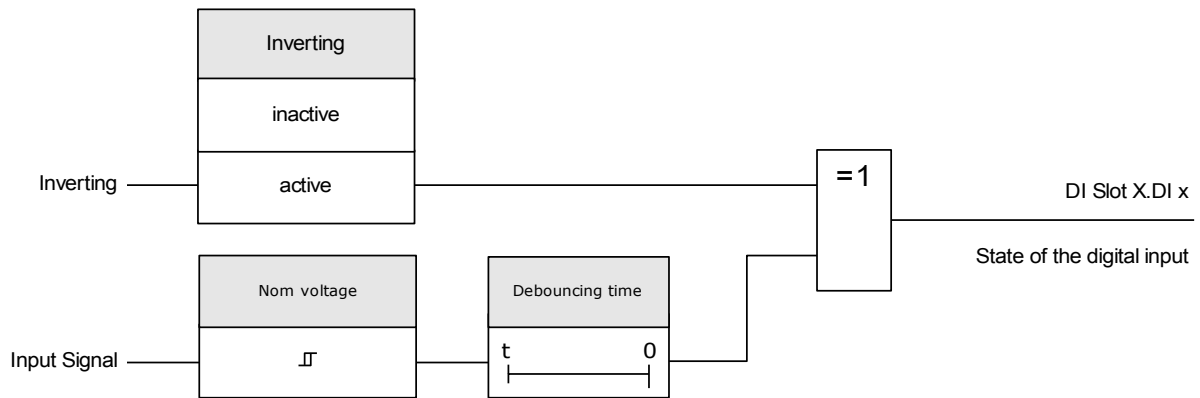 Inverting
inactive
Inverting
active
=1
DI Slot X.DI x
State of the digital input
Nom voltage
Debouncing time
Input Signal
t
0